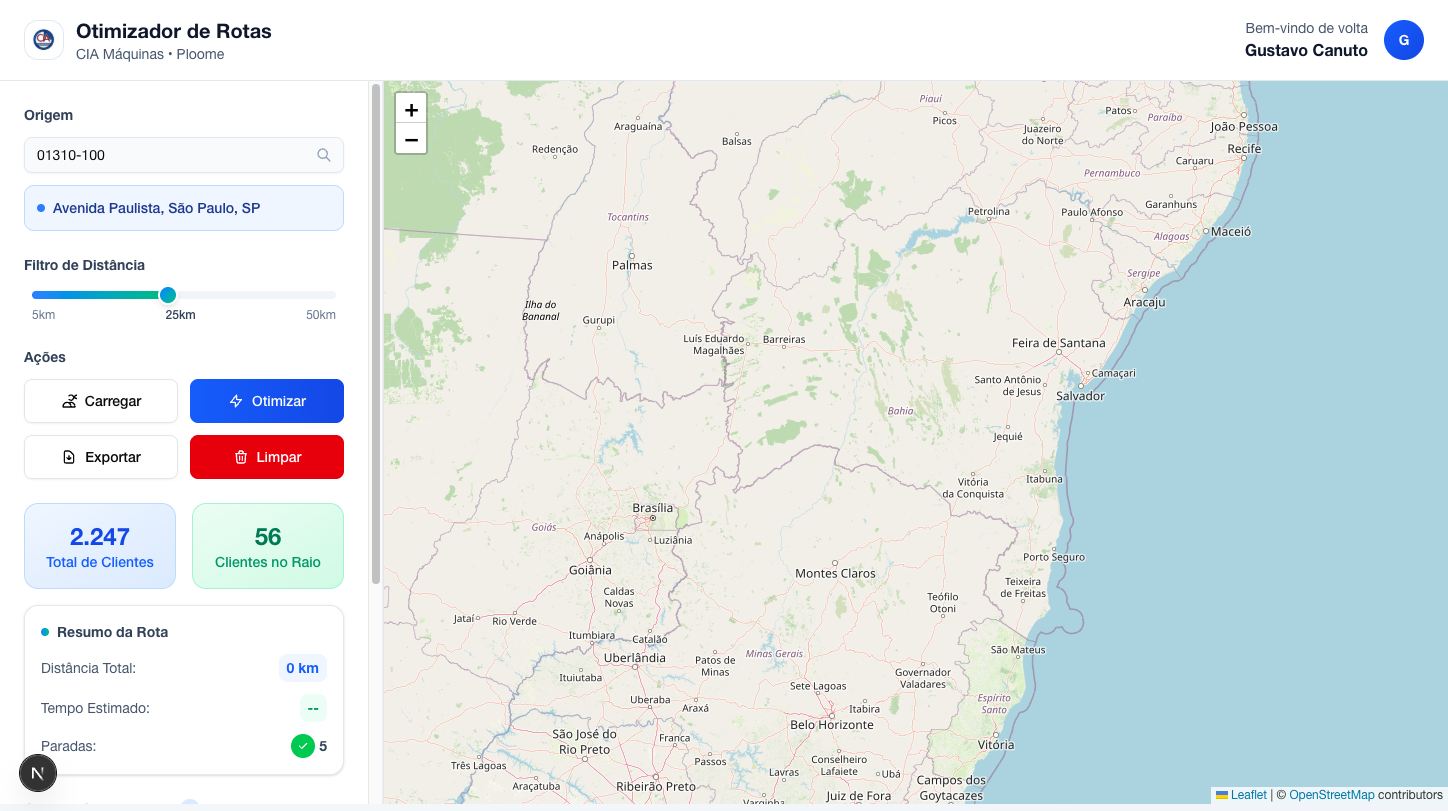 Otimizador de Rotas
CIA Máquinas • Ploome
Bem-vindo de volta
Gustavo Canuto
G
Origem
01310-100
Avenida Paulista, São Paulo, SP
Filtro de Distância
5km
25km
50km
Ações
Carregar
Otimizar
Exportar
Limpar
2.247
Total de Clientes
56
Clientes no Raio
Resumo da Rota
Distância Total:
0 km
Tempo Estimado:
--
Paradas:
5
N
+
−
Piauí
Picos
Patos
Paraíba
João Pessoa
Araguaína
Balsas
Juazeiro
do Norte
Recife
Redenção
Caruaru
Pernambuco
Garanhuns
Tocantins
Petrolina
Paulo Afonso
Alagoas
Maceió
Palmas
Sergipe
Aracaju
Ilha do
Bananal
Gurupi
Luís Eduardo
Magalhães
Barreiras
Feira de Santana
Camaçari
Santo Antônio
de Jesus
Salvador
Bahia
Jequié
Vitória
da Conquista
Itabuna
Brasília
Goiás
Anápolis
Luziânia
Porto Seguro
Goiânia
Montes Claros
Teixeira
de Freitas
Caldas
Novas
Teófilo
Otoni
Jataí
Rio Verde
Itumbiara
Catalão
São Mateus
Uberlândia
Patos de
Minas
Minas Gerais
Ituiutaba
Governador
Valadares
Sete Lagoas
Uberaba
Araxá
Itabira
Espírito
Santo
Belo Horizonte
São José do
Rio Preto
Franca
Vitória
Passos
Conselheiro
Lafaiete
Três Lagoas
Lavras
Ubá
Araçatuba
Ribeirão Preto
Campos dos
Goytacazes
Juiz de Fora
Leaflet | © OpenStreetMap contributors